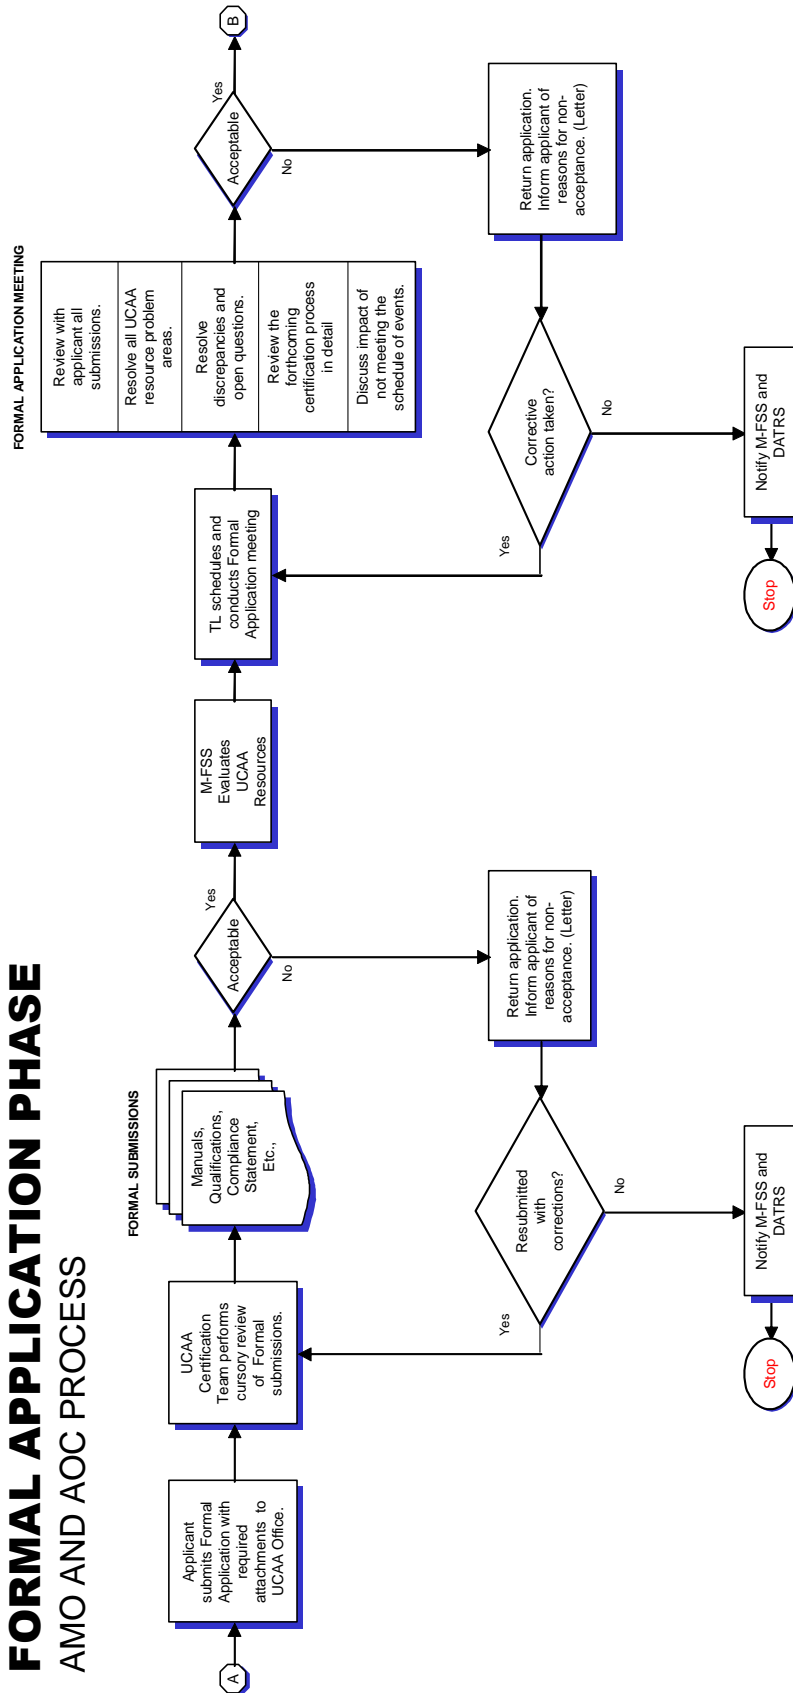 FORMAL APPLICATION PHASE
AMO AND AOC PROCESS
A
Applicant
submits Formal
Application with
required
attachments to
UCAA Office.
UCAA
Certification
Team performs
cursory review
of Formal
submissions.
FORMAL SUBMISSIONS
Manuals,
Qualifications,
Compliance
Statement,
Etc.,
Acceptable
Yes
No
M-FSS
Evaluates
UCAA
Resources
TL schedules and
conducts Formal
Application meeting
FORMAL APPLICATION MEETING
Review with
applicant all
submissions.
Resolve all UCAA
resource problem
areas.
Resolve
discrepancies and
open questions.
Review the
forthcoming
certification process
in detail
Discuss impact of
not meeting the
schedule of events.
Acceptable
Yes
No
B
Return application.
Inform applicant of
reasons for non-
acceptance. (Letter)
Resubmitted
with
corrections?
Yes
No
Notify M-FSS and
DATRS
Stop
Return application.
Inform applicant of
reasons for non-
acceptance. (Letter)
Corrective
action taken?
Yes
No
Notify M-FSS and
DATRS
Stop